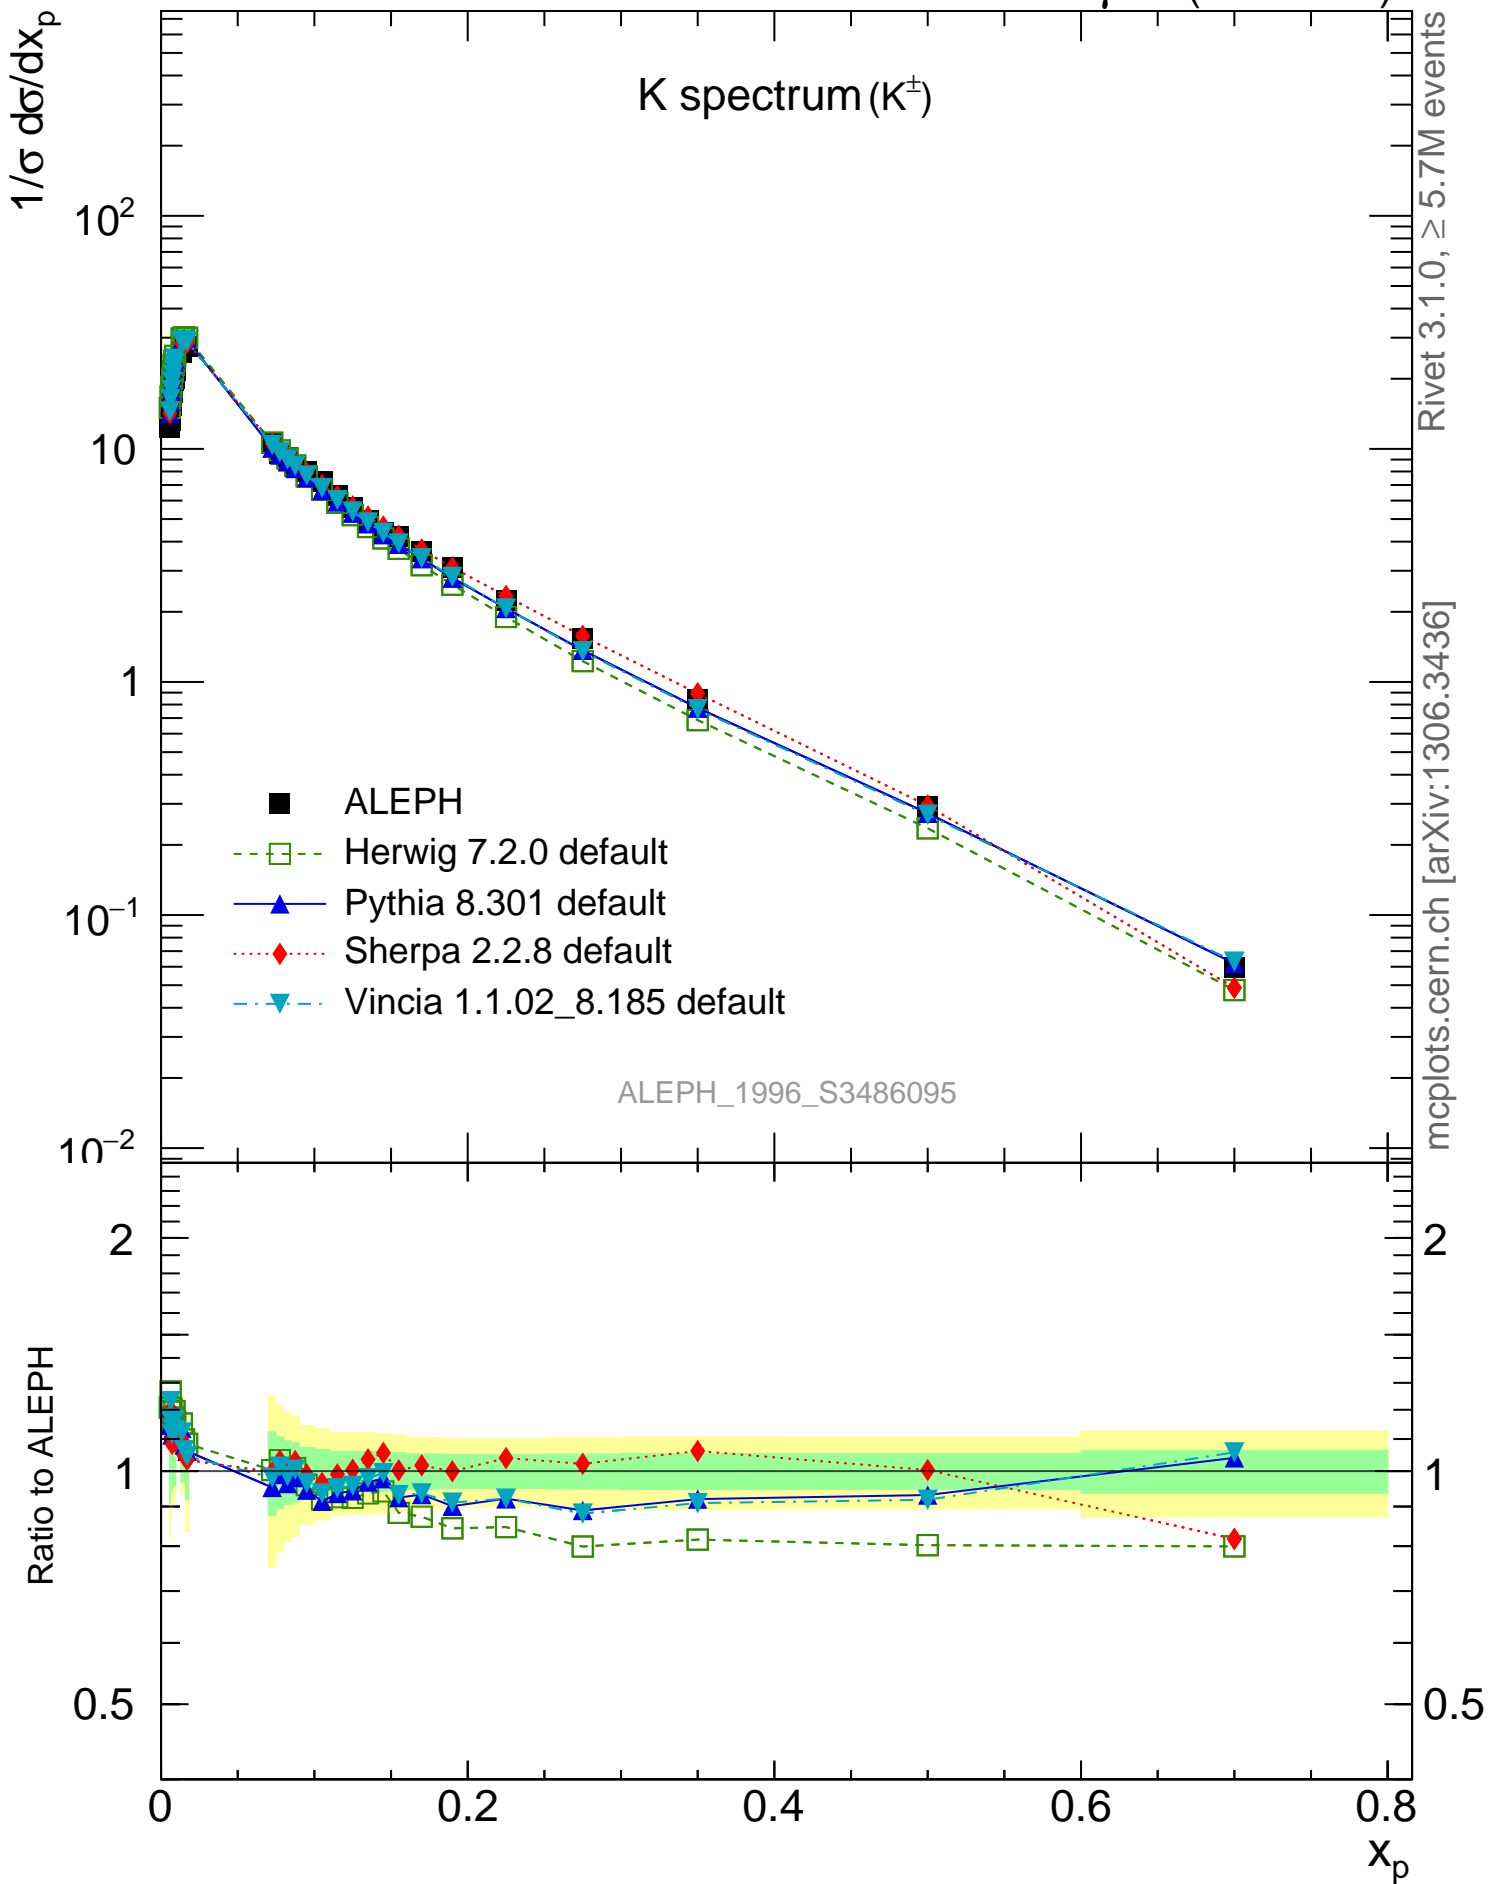 1/σ dσ/dx_p
K spectrum (K^±)
10^2
10
1
10^−1
10^−2
ALEPH
Herwig 7.2.0 default
Pythia 8.301 default
Sherpa 2.2.8 default
Vincia 1.1.02_8.185 default
ALEPH_1996_S3486095
Rivet 3.1.0, ≥ 5.7M events
mcplots.cern.ch [arXiv:1306.3436]
Ratio to ALEPH
2
1
0.5
2
1
0.5
0
0.2
0.4
0.6
0.8
x_p